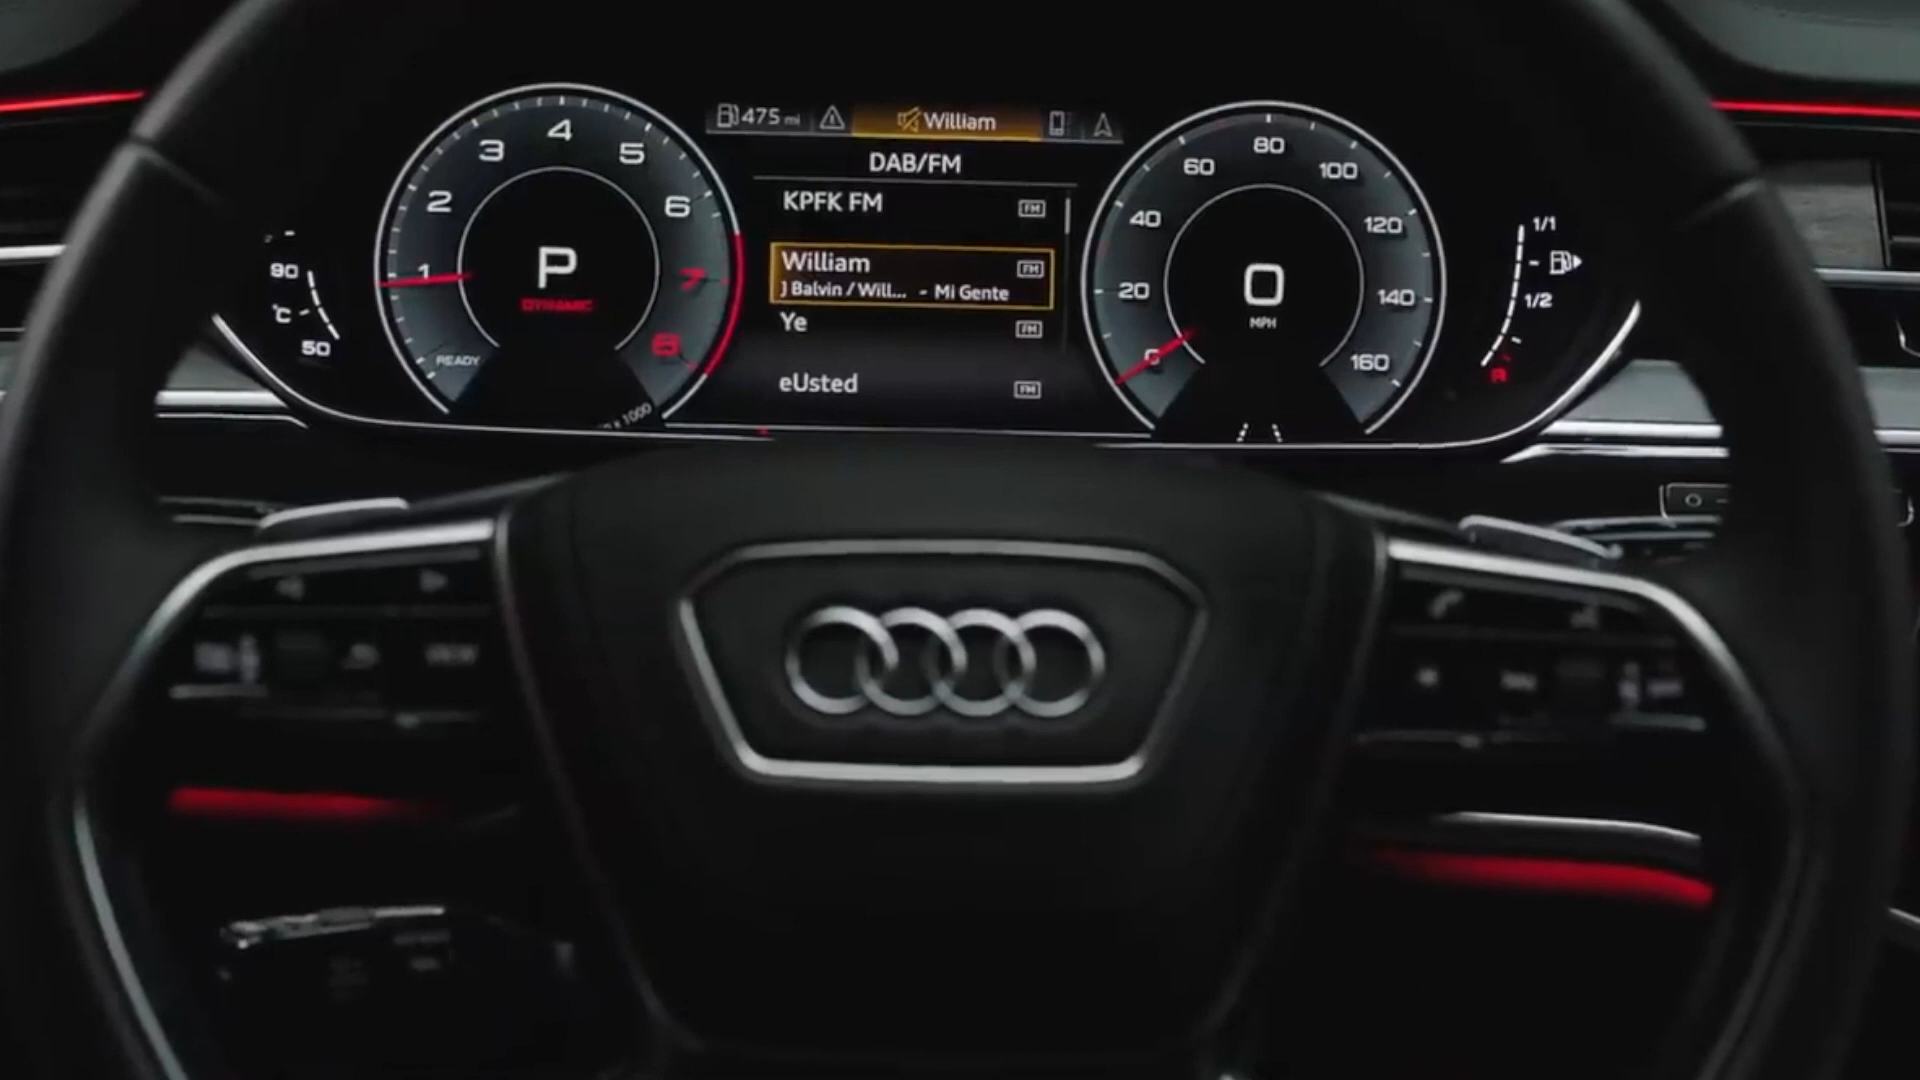 475 mi
William
DAB/FM
KPFK FM
FM
William
FM
J Balvin / Will... - Mi Gente
Ye
FM
eUsted
FM
1
2
3
4
5
6
7
8
P
DYNAMIC
READY
x 1000
90
°C
50
0
20
40
60
80
100
120
140
160
0
MPH
1/1
1/2
R
VIEW